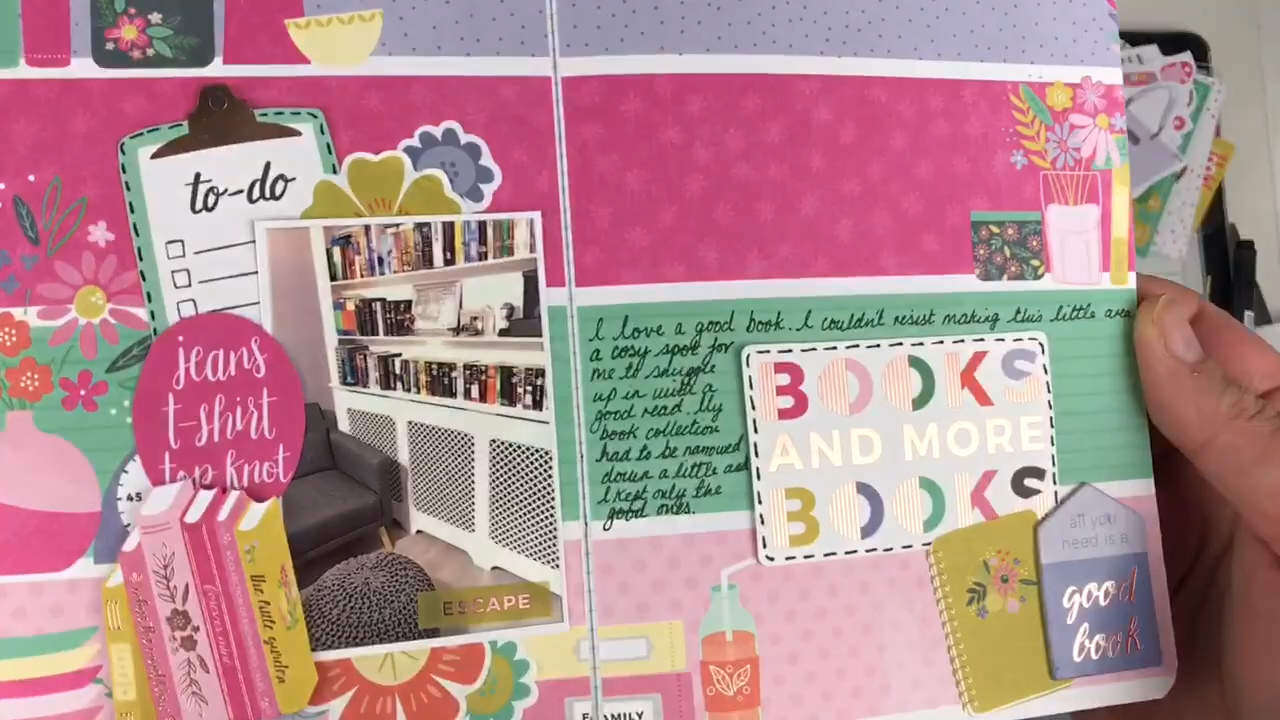 to-do
jeans
t-shirt
top knot
45
the little garden
ESCAPE
FAMILY
I love a good book. I couldn't resist making this little area
a cosy spot for
me to snuggle
up in with a
good read. My
book collection
had to be narrowed
down a little and
I kept only the
good ones.
BOOKS
AND MORE
BOOKS
all you
need is a
good
book